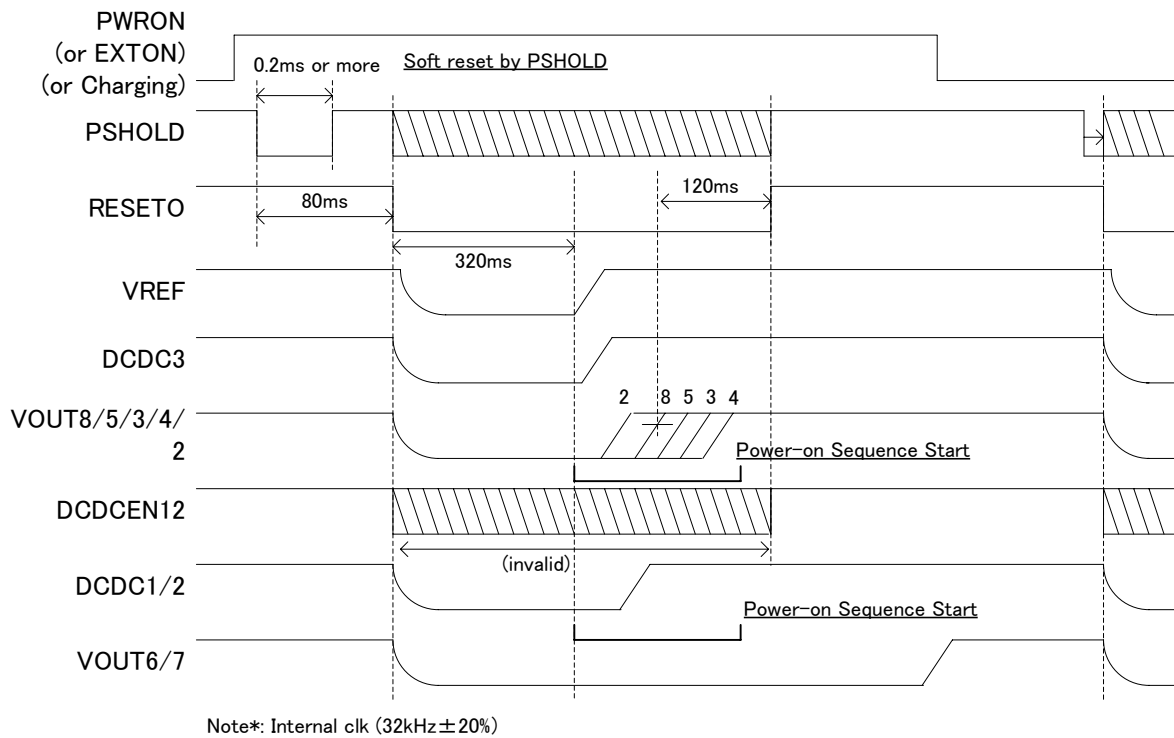 PWRON
(or EXTON)
(or Charging)
0.2ms or more
Soft reset by PSHOLD
PSHOLD
120ms
RESETO
80ms
320ms
VREF
DCDC3
2 8 5 3 4
VOUT8/5/3/4/
2
Power-on Sequence Start
DCDCEN12
(invalid)
DCDC1/2
Power-on Sequence Start
VOUT6/7
Note*: Internal clk (32kHz±20%)